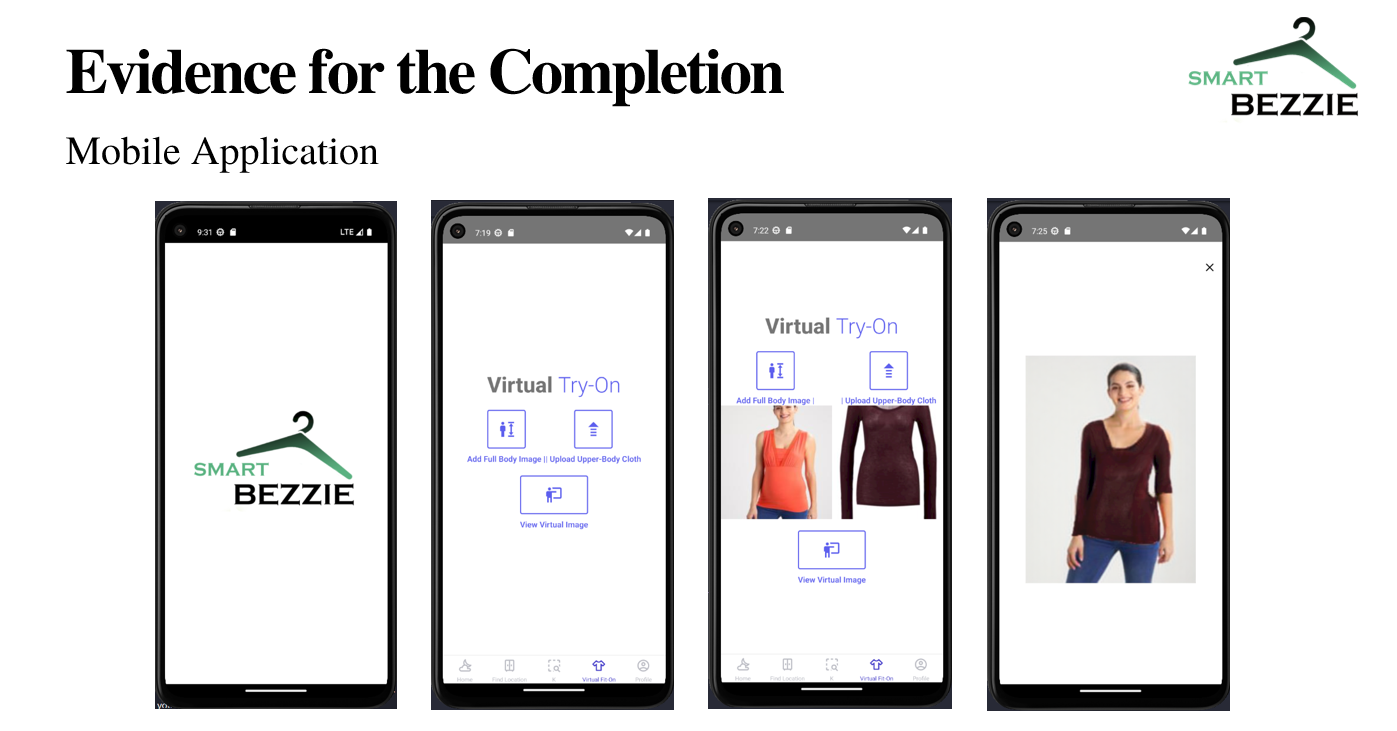 Evidence for the Completion
SMART
BEZZIE
Mobile Application
9:31
LTE
SMART
BEZZIE
7:19
Virtual Try-On
Add Full Body Image || Upload Upper-Body Cloth
View Virtual Image
Home Find Location Virtual Fit-On Profile
7:22
Virtual Try-On
Add Full Body Image | | Upload Upper-Body Cloth
View Virtual Image
Home Find Location Virtual Fit-On Profile
7:25